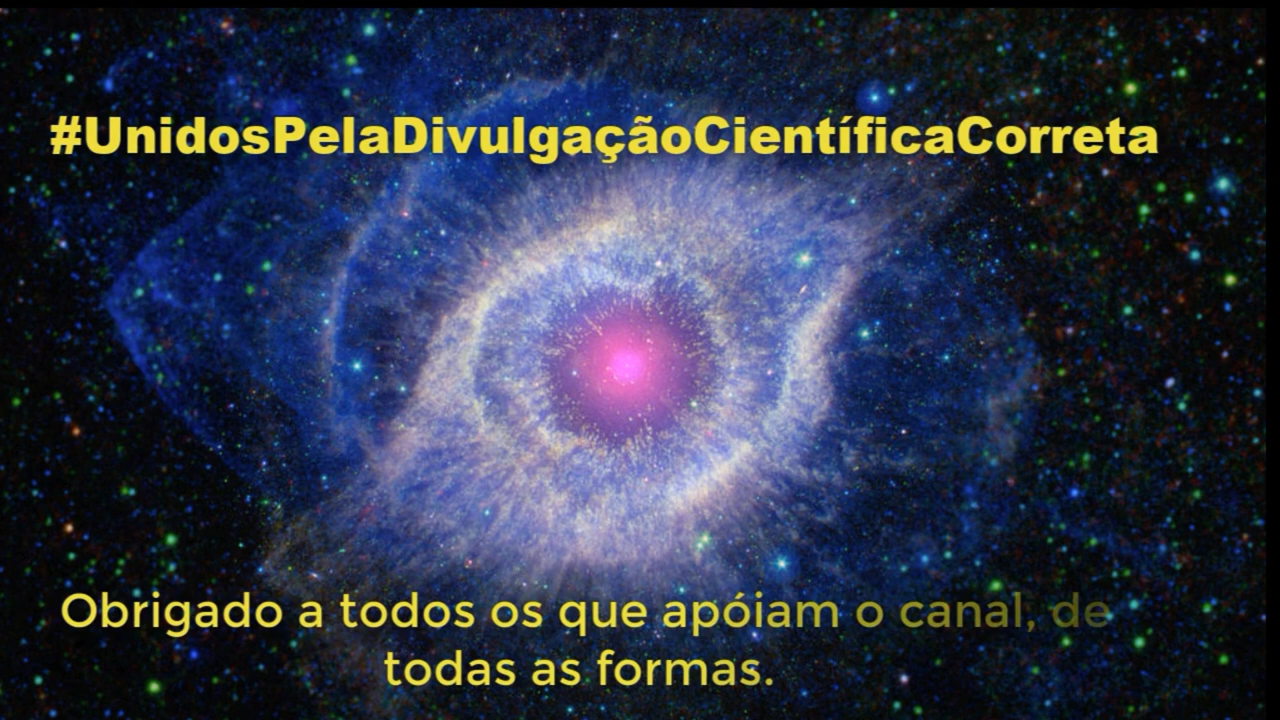 #UnidosPelaDivulgaçãoCientíficaCorreta
Obrigado a todos os que apóiam o canal, de
todas as formas.